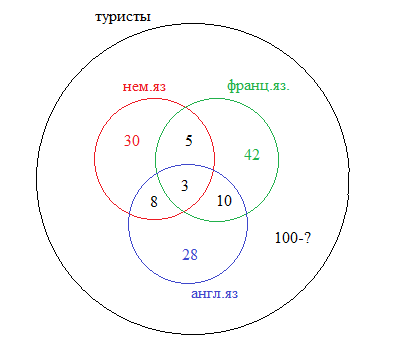 туристы
нем.яз
франц.яз.
30
5
42
3
8
10
100-?
28
англ.яз